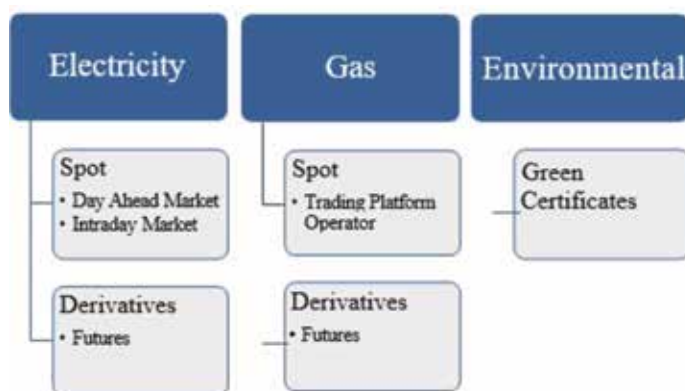 Electricity
Spot
• Day Ahead Market
• Intraday Market
Derivatives
• Futures
Gas
Spot
• Trading Platform
Operator
Derivatives
• Futures
Environmental
Green
Certificates